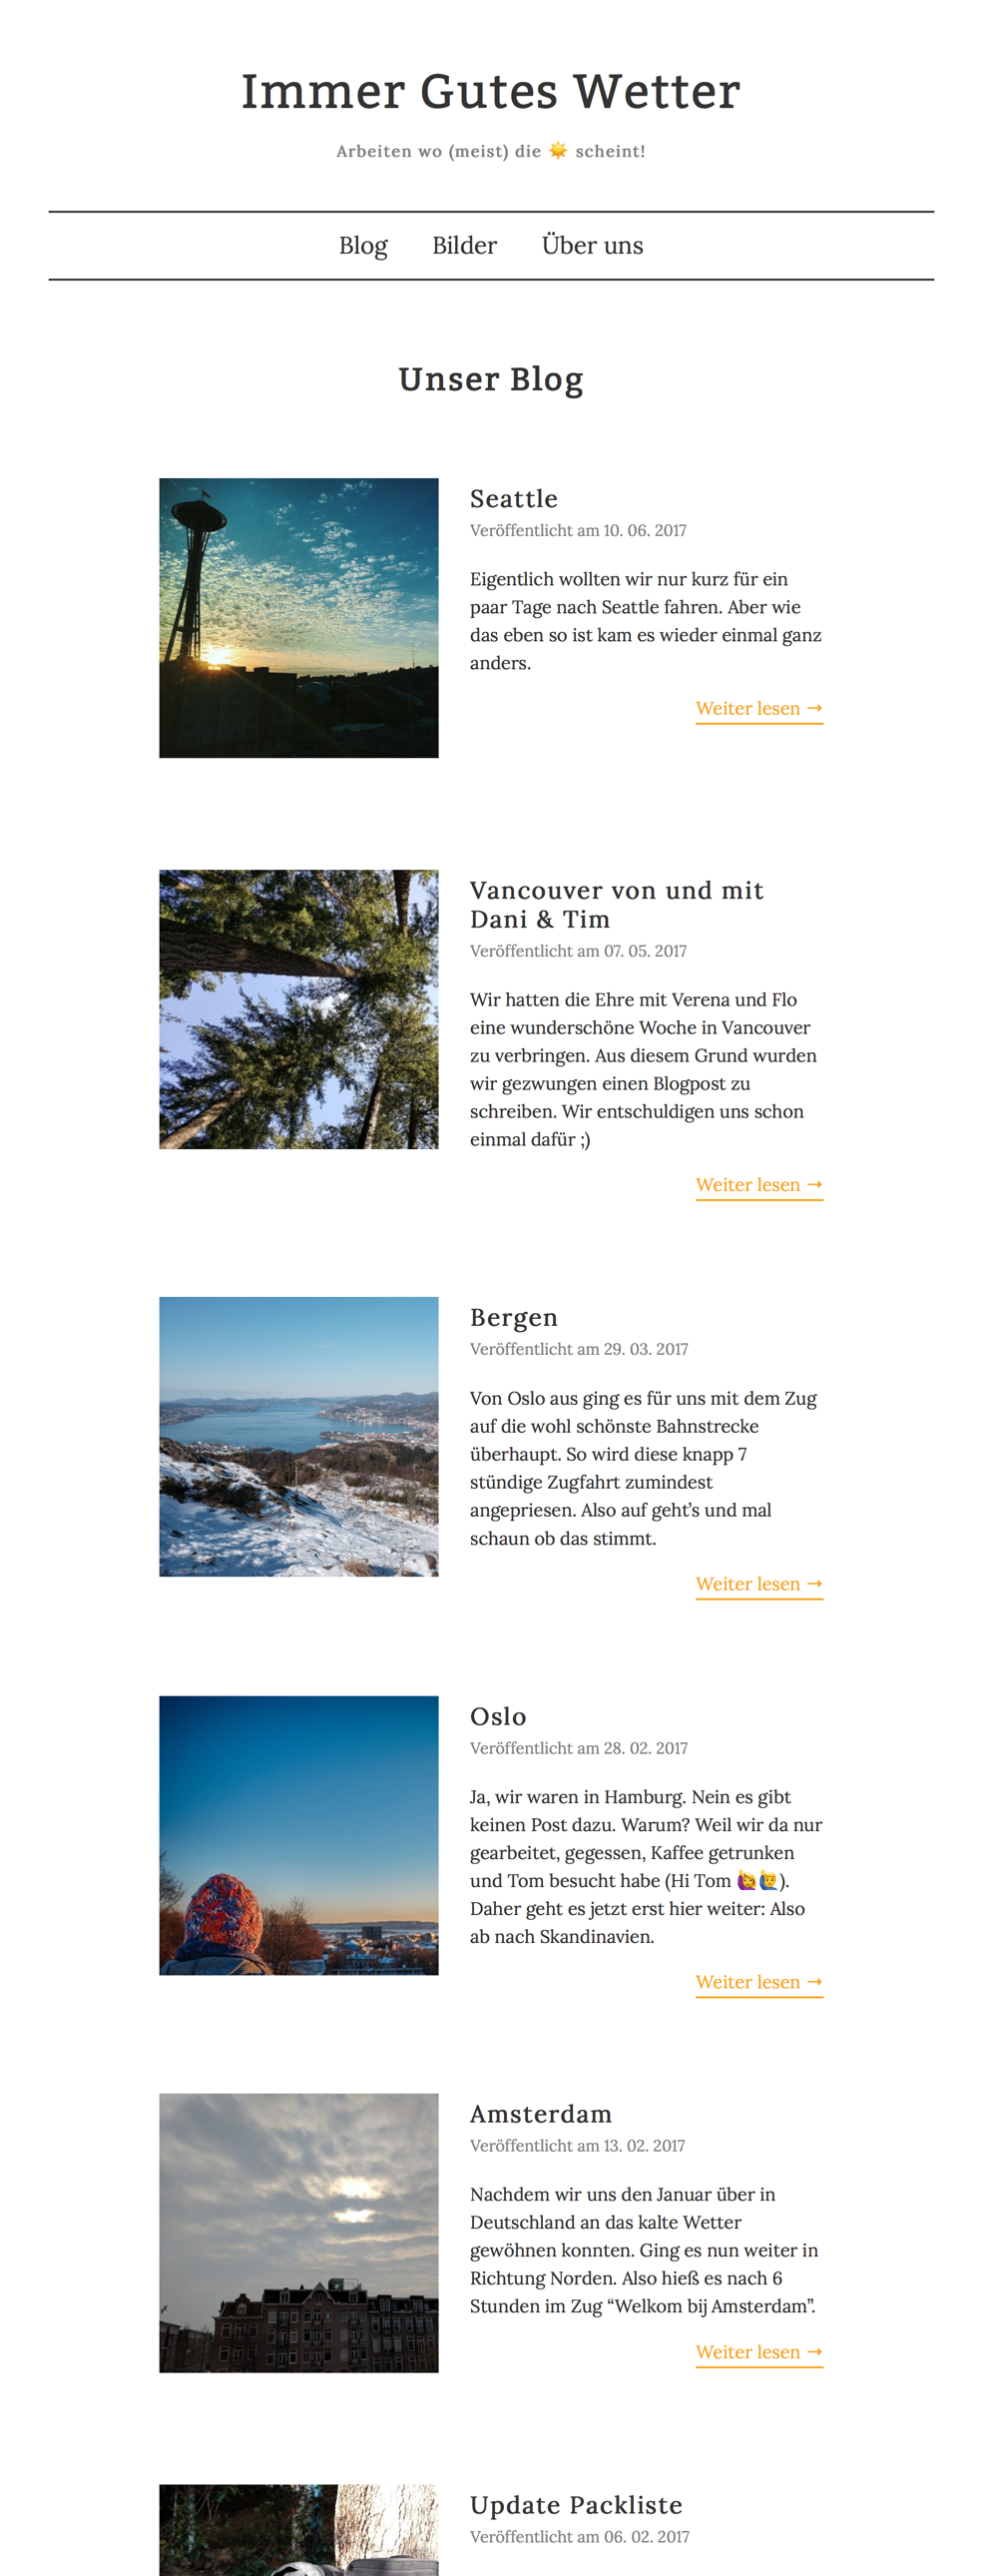 Immer Gutes Wetter
Arbeiten wo (meist) die ☀️ scheint!
Blog Bilder Über uns
Unser Blog
Seattle
Veröffentlicht am 10. 06. 2017
Eigentlich wollten wir nur kurz für ein
paar Tage nach Seattle fahren. Aber wie
das eben so ist kam es wieder einmal ganz
anders.
Weiter lesen →
Vancouver von und mit
Dani & Tim
Veröffentlicht am 07. 05. 2017
Wir hatten die Ehre mit Verena und Flo
eine wunderschöne Woche in Vancouver
zu verbringen. Aus diesem Grund wurden
wir gezwungen einen Blogpost zu
schreiben. Wir entschuldigen uns schon
einmal dafür ;)
Weiter lesen →
Bergen
Veröffentlicht am 29. 03. 2017
Von Oslo aus ging es für uns mit dem Zug
auf die wohl schönste Bahnstrecke
überhaupt. So wird diese knapp 7
stündige Zugfahrt zumindest
angepriesen. Also auf geht’s und mal
schaun ob das stimmt.
Weiter lesen →
Oslo
Veröffentlicht am 28. 02. 2017
Ja, wir waren in Hamburg. Nein es gibt
keinen Post dazu. Warum? Weil wir da nur
gearbeitet, gegessen, Kaffee getrunken
und Tom besucht habe (Hi Tom 🙋🙋‍♂️).
Daher geht es jetzt erst hier weiter: Also
ab nach Skandinavien.
Weiter lesen →
Amsterdam
Veröffentlicht am 13. 02. 2017
Nachdem wir uns den Januar über in
Deutschland an das kalte Wetter
gewöhnen konnten. Ging es nun weiter in
Richtung Norden. Also hieß es nach 6
Stunden im Zug “Welkom bij Amsterdam”.
Weiter lesen →
Update Packliste
Veröffentlicht am 06. 02. 2017